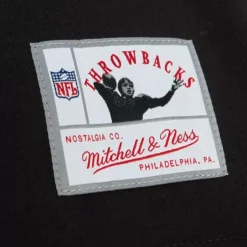 THROWBACKS
NFL
NOSTALGIA CO.
Mitchell & Ness
PHILADELPHIA, PA.